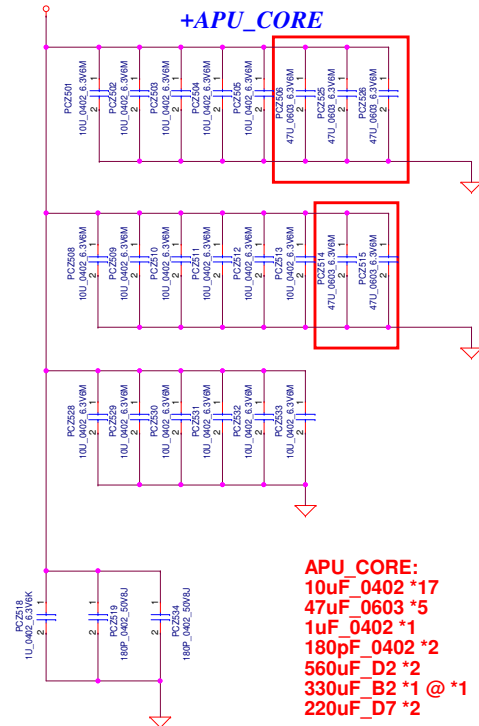 +APU_CORE
PCZ501
10U_0402_6.3V6M
1
2
PCZ502
10U_0402_6.3V6M
1
2
PCZ503
10U_0402_6.3V6M
1
2
PCZ504
10U_0402_6.3V6M
1
2
PCZ505
10U_0402_6.3V6M
1
2
PCZ506
47U_0603_6.3V6M
1
2
PCZ525
47U_0603_6.3V6M
1
2
PCZ526
47U_0603_6.3V6M
1
2
PCZ508
10U_0402_6.3V6M
1
2
PCZ509
10U_0402_6.3V6M
1
2
PCZ510
10U_0402_6.3V6M
1
2
PCZ511
10U_0402_6.3V6M
1
2
PCZ512
10U_0402_6.3V6M
1
2
PCZ513
10U_0402_6.3V6M
1
2
PCZ514
47U_0603_6.3V6M
1
2
PCZ515
47U_0603_6.3V6M
1
2
PCZ528
10U_0402_6.3V6M
1
2
PCZ529
10U_0402_6.3V6M
1
2
PCZ530
10U_0402_6.3V6M
1
2
PCZ531
10U_0402_6.3V6M
1
2
PCZ532
10U_0402_6.3V6M
1
2
PCZ533
10U_0402_6.3V6M
1
2
PCZ518
1U_0402_6.3V6K
1
2
PCZ519
180P_0402_50V8J
1
2
PCZ534
180P_0402_50V8J
1
2
APU_CORE:
10uF_0402 *17
47uF_0603 *5
1uF_0402 *1
180pF_0402 *2
560uF_D2 *2
330uF_B2 *1 @ *1
220uF_D7 *2